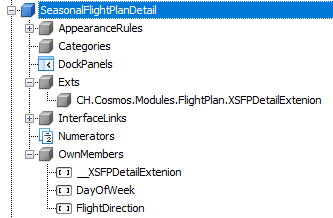 SeasonalFlightPlanDetail
AppearanceRules
Categories
DockPanels
Exts
CH.Cosmos.Modules.FlightPlan.XSFPDetailExtenion
InterfaceLinks
Numerators
OwnMembers
__XSFPDetailExtenion
DayOfWeek
FlightDirection